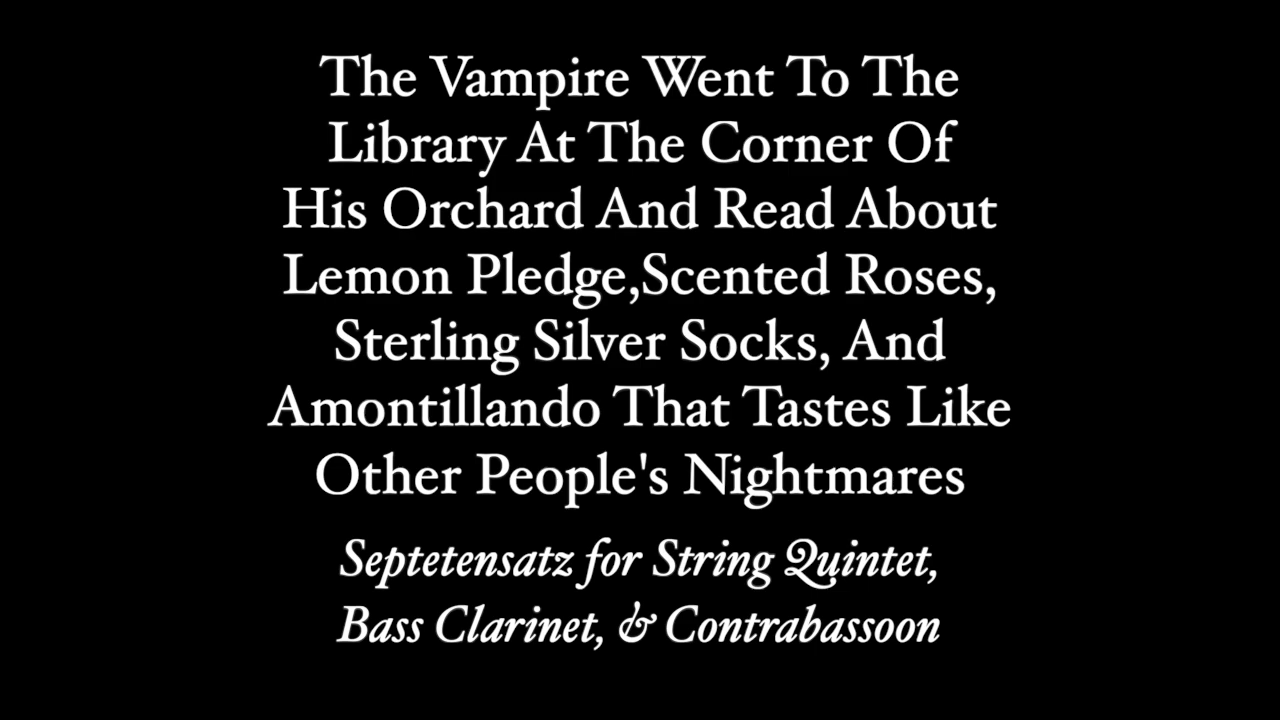 The Vampire Went To The
Library At The Corner Of
His Orchard And Read About
Lemon Pledge,Scented Roses,
Sterling Silver Socks, And
Amontillando That Tastes Like
Other People's Nightmares
Septetensatz for String Quintet,
Bass Clarinet, & Contrabassoon